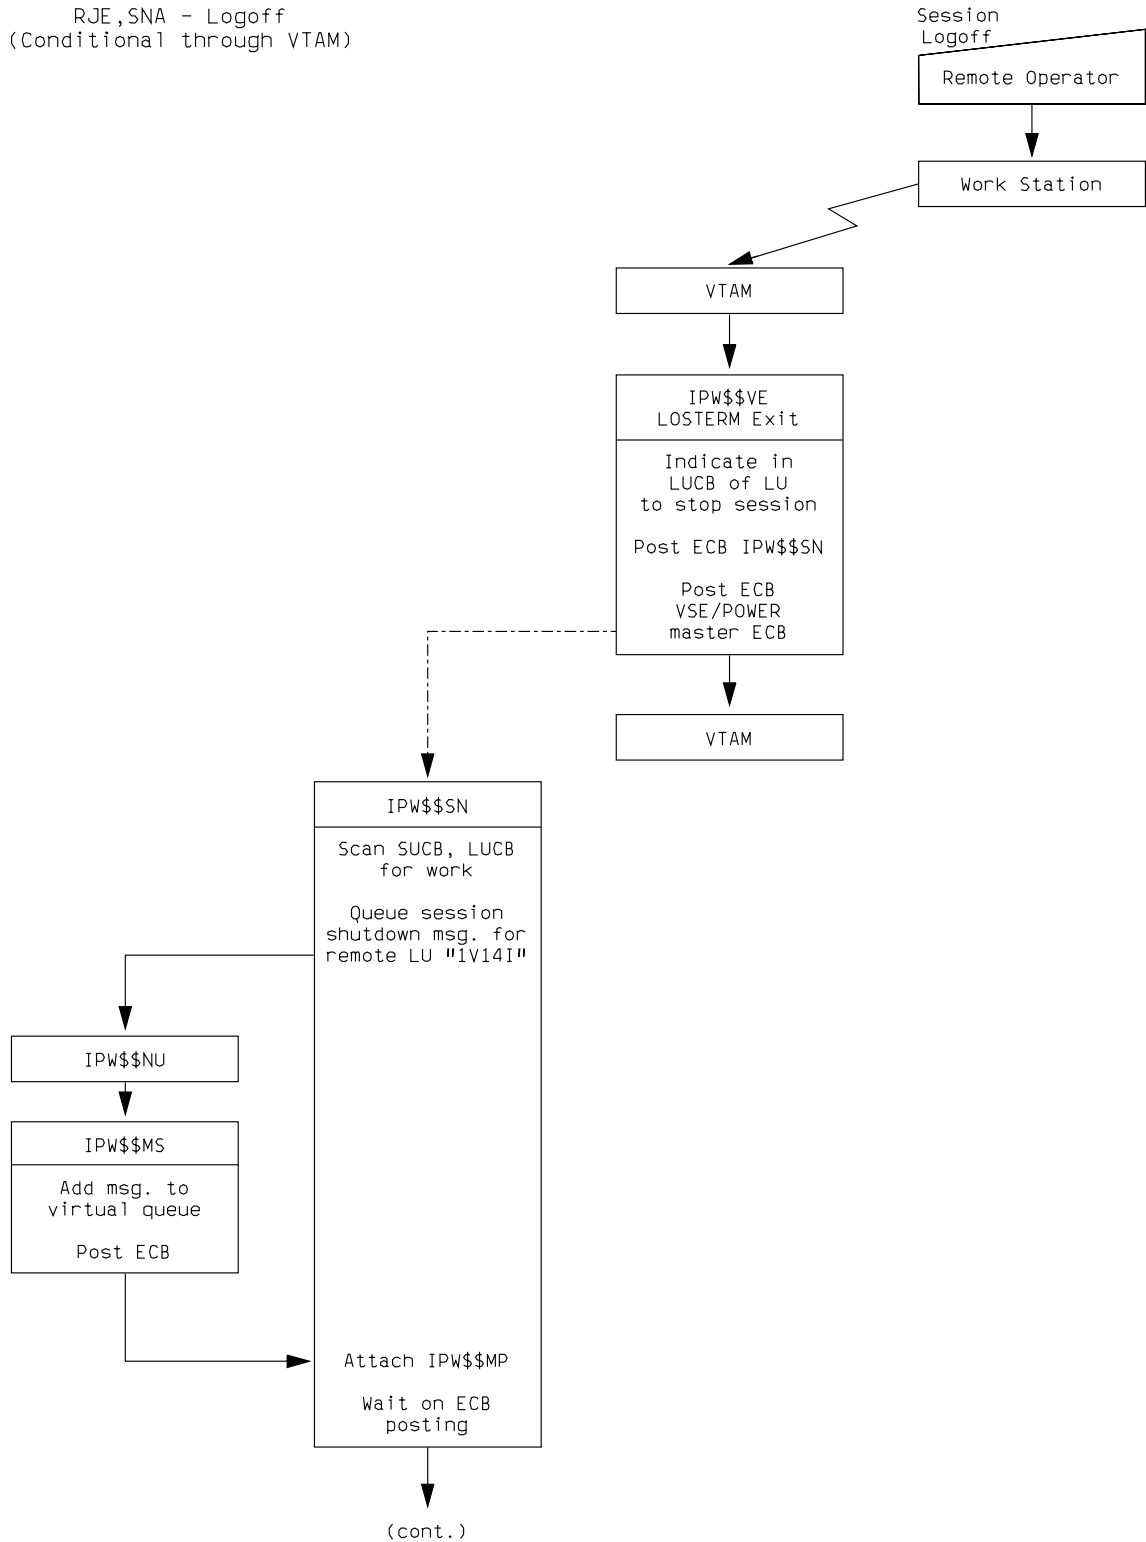 RJE,SNA - Logoff
(Conditional through VTAM)
Session
Logoff
Remote Operator
Work Station
VTAM
IPW$$VE
LOSTERM Exit
Indicate in
LUCB of LU
to stop session
Post ECB IPW$$SN
Post ECB
VSE/POWER
master ECB
VTAM
IPW$$SN
Scan SUCB, LUCB
for work
Queue session
shutdown msg. for
remote LU "1V14I"
IPW$$NU
IPW$$MS
Add msg. to
virtual queue
Post ECB
Attach IPW$$MP
Wait on ECB
posting
(cont.)